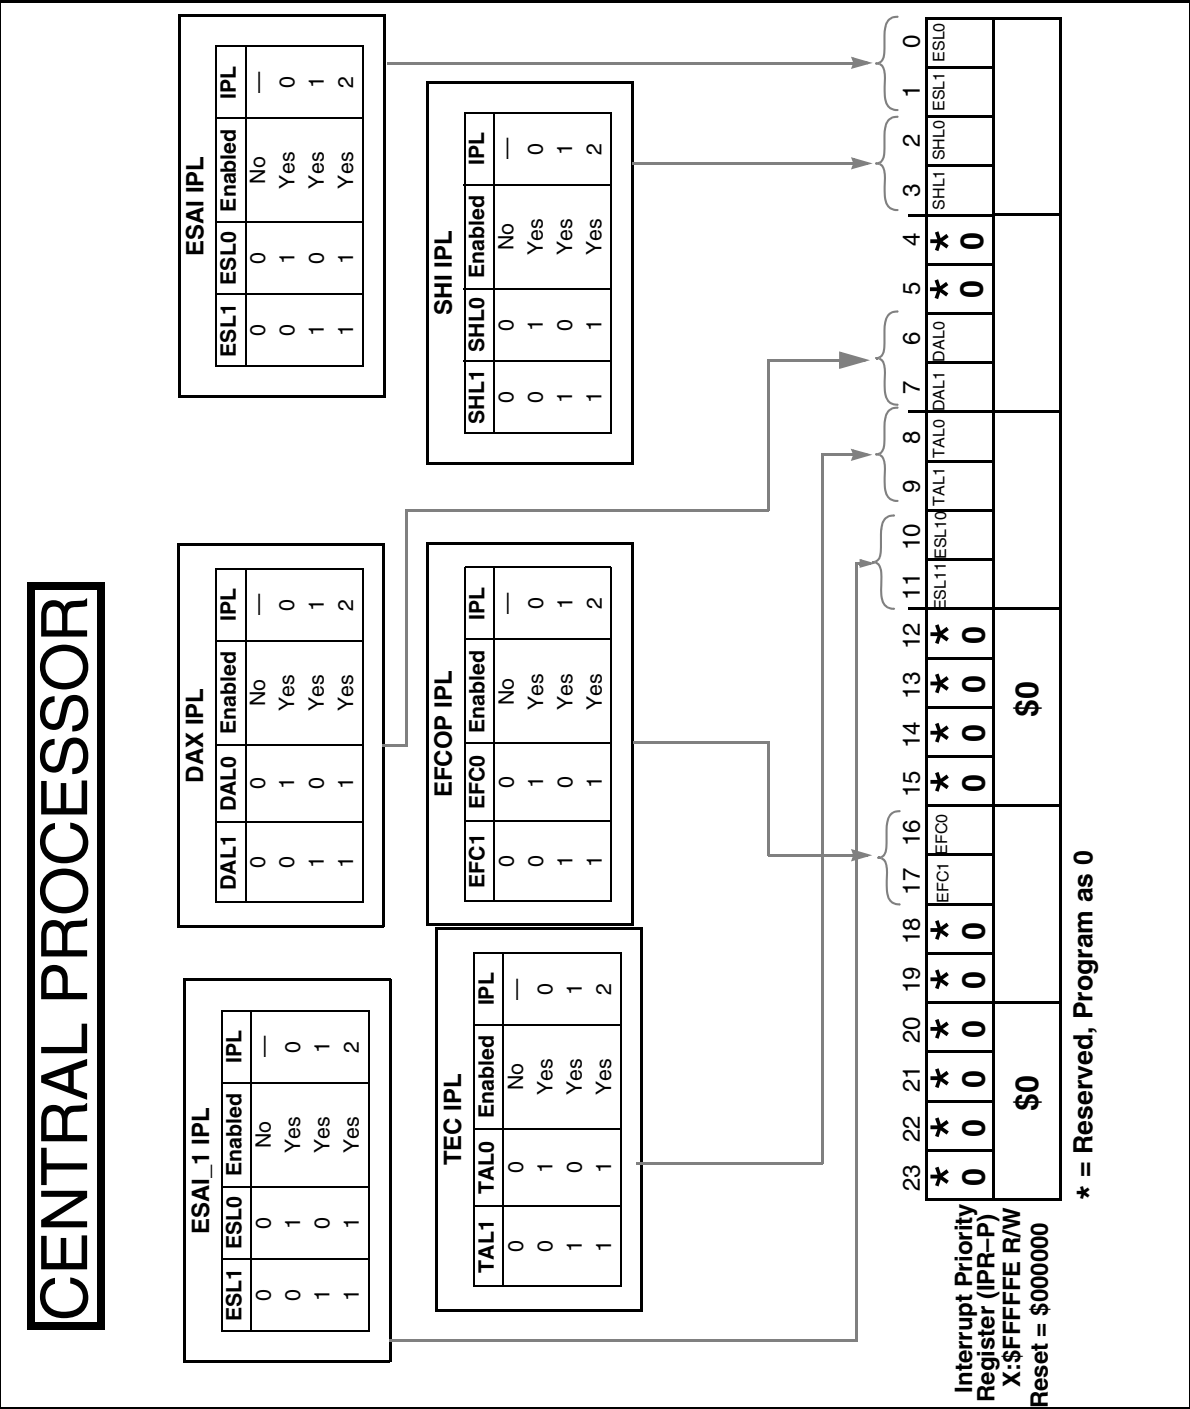 CENTRAL PROCESSOR
ESAI_1 IPL
ESL1 ESL0 Enabled IPL
0 0 No —
0 1 Yes 0
1 0 Yes 1
1 1 Yes 2
DAX IPL
DAL1 DAL0 Enabled IPL
0 0 No —
0 1 Yes 0
1 0 Yes 1
1 1 Yes 2
ESAI IPL
ESL1 ESL0 Enabled IPL
0 0 No —
0 1 Yes 0
1 0 Yes 1
1 1 Yes 2
TEC IPL
TAL1 TAL0 Enabled IPL
0 0 No —
0 1 Yes 0
1 0 Yes 1
1 1 Yes 2
EFCOP IPL
EFC1 EFC0 Enabled IPL
0 0 No —
0 1 Yes 0
1 0 Yes 1
1 1 Yes 2
SHI IPL
SHL1 SHL0 Enabled IPL
0 0 No —
0 1 Yes 0
1 0 Yes 1
1 1 Yes 2
23 22 21 20 19 18 17 16 15 14 13 12 11 10 9 8 7 6 5 4 3 2 1 0
* * * * * * EFC1 EFC0 * * * * ESL11 ESL10 TAL1 TAL0 DAL1 DAL0 * * SHL1 SHL0 ESL1 ESL0
0 0 0 0 0 0 0 0 0 0 0 0
$0 $0
Interrupt Priority
Register (IPR–P)
X:$FFFFFE R/W
Reset = $000000
* = Reserved, Program as 0